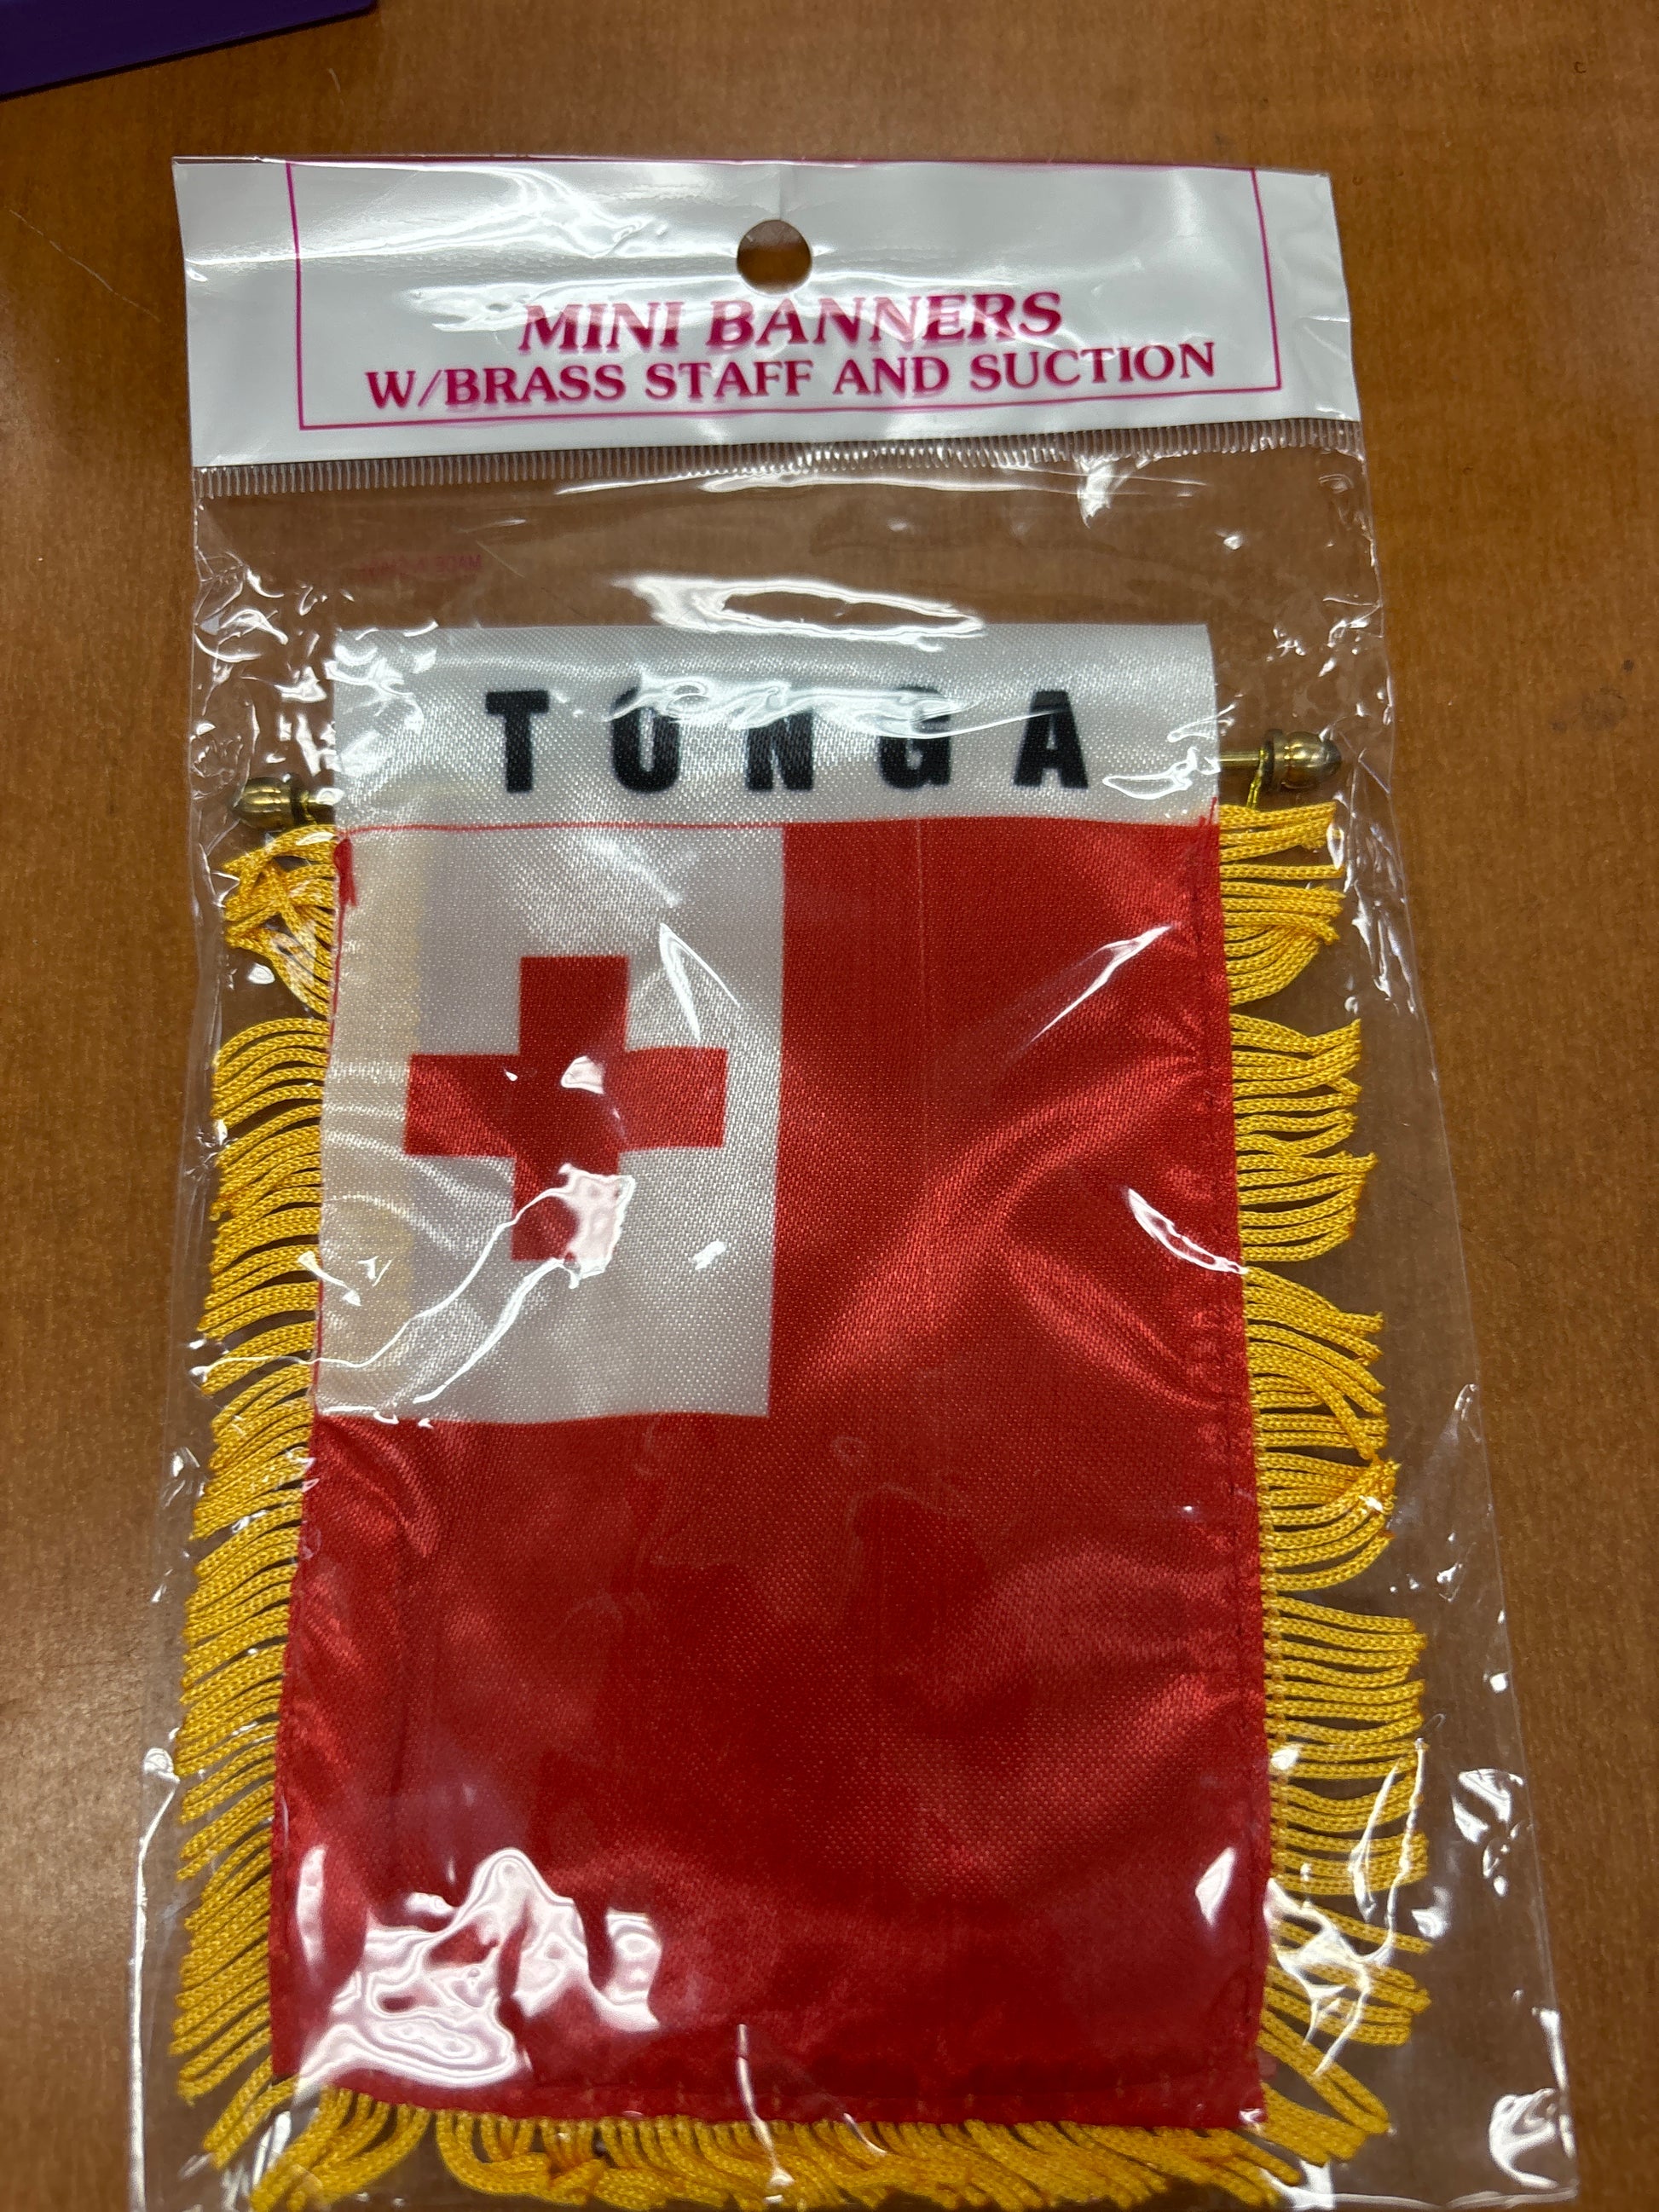 MINI BANNERS
W/BRASS STAFF AND SUCTION
TONGA